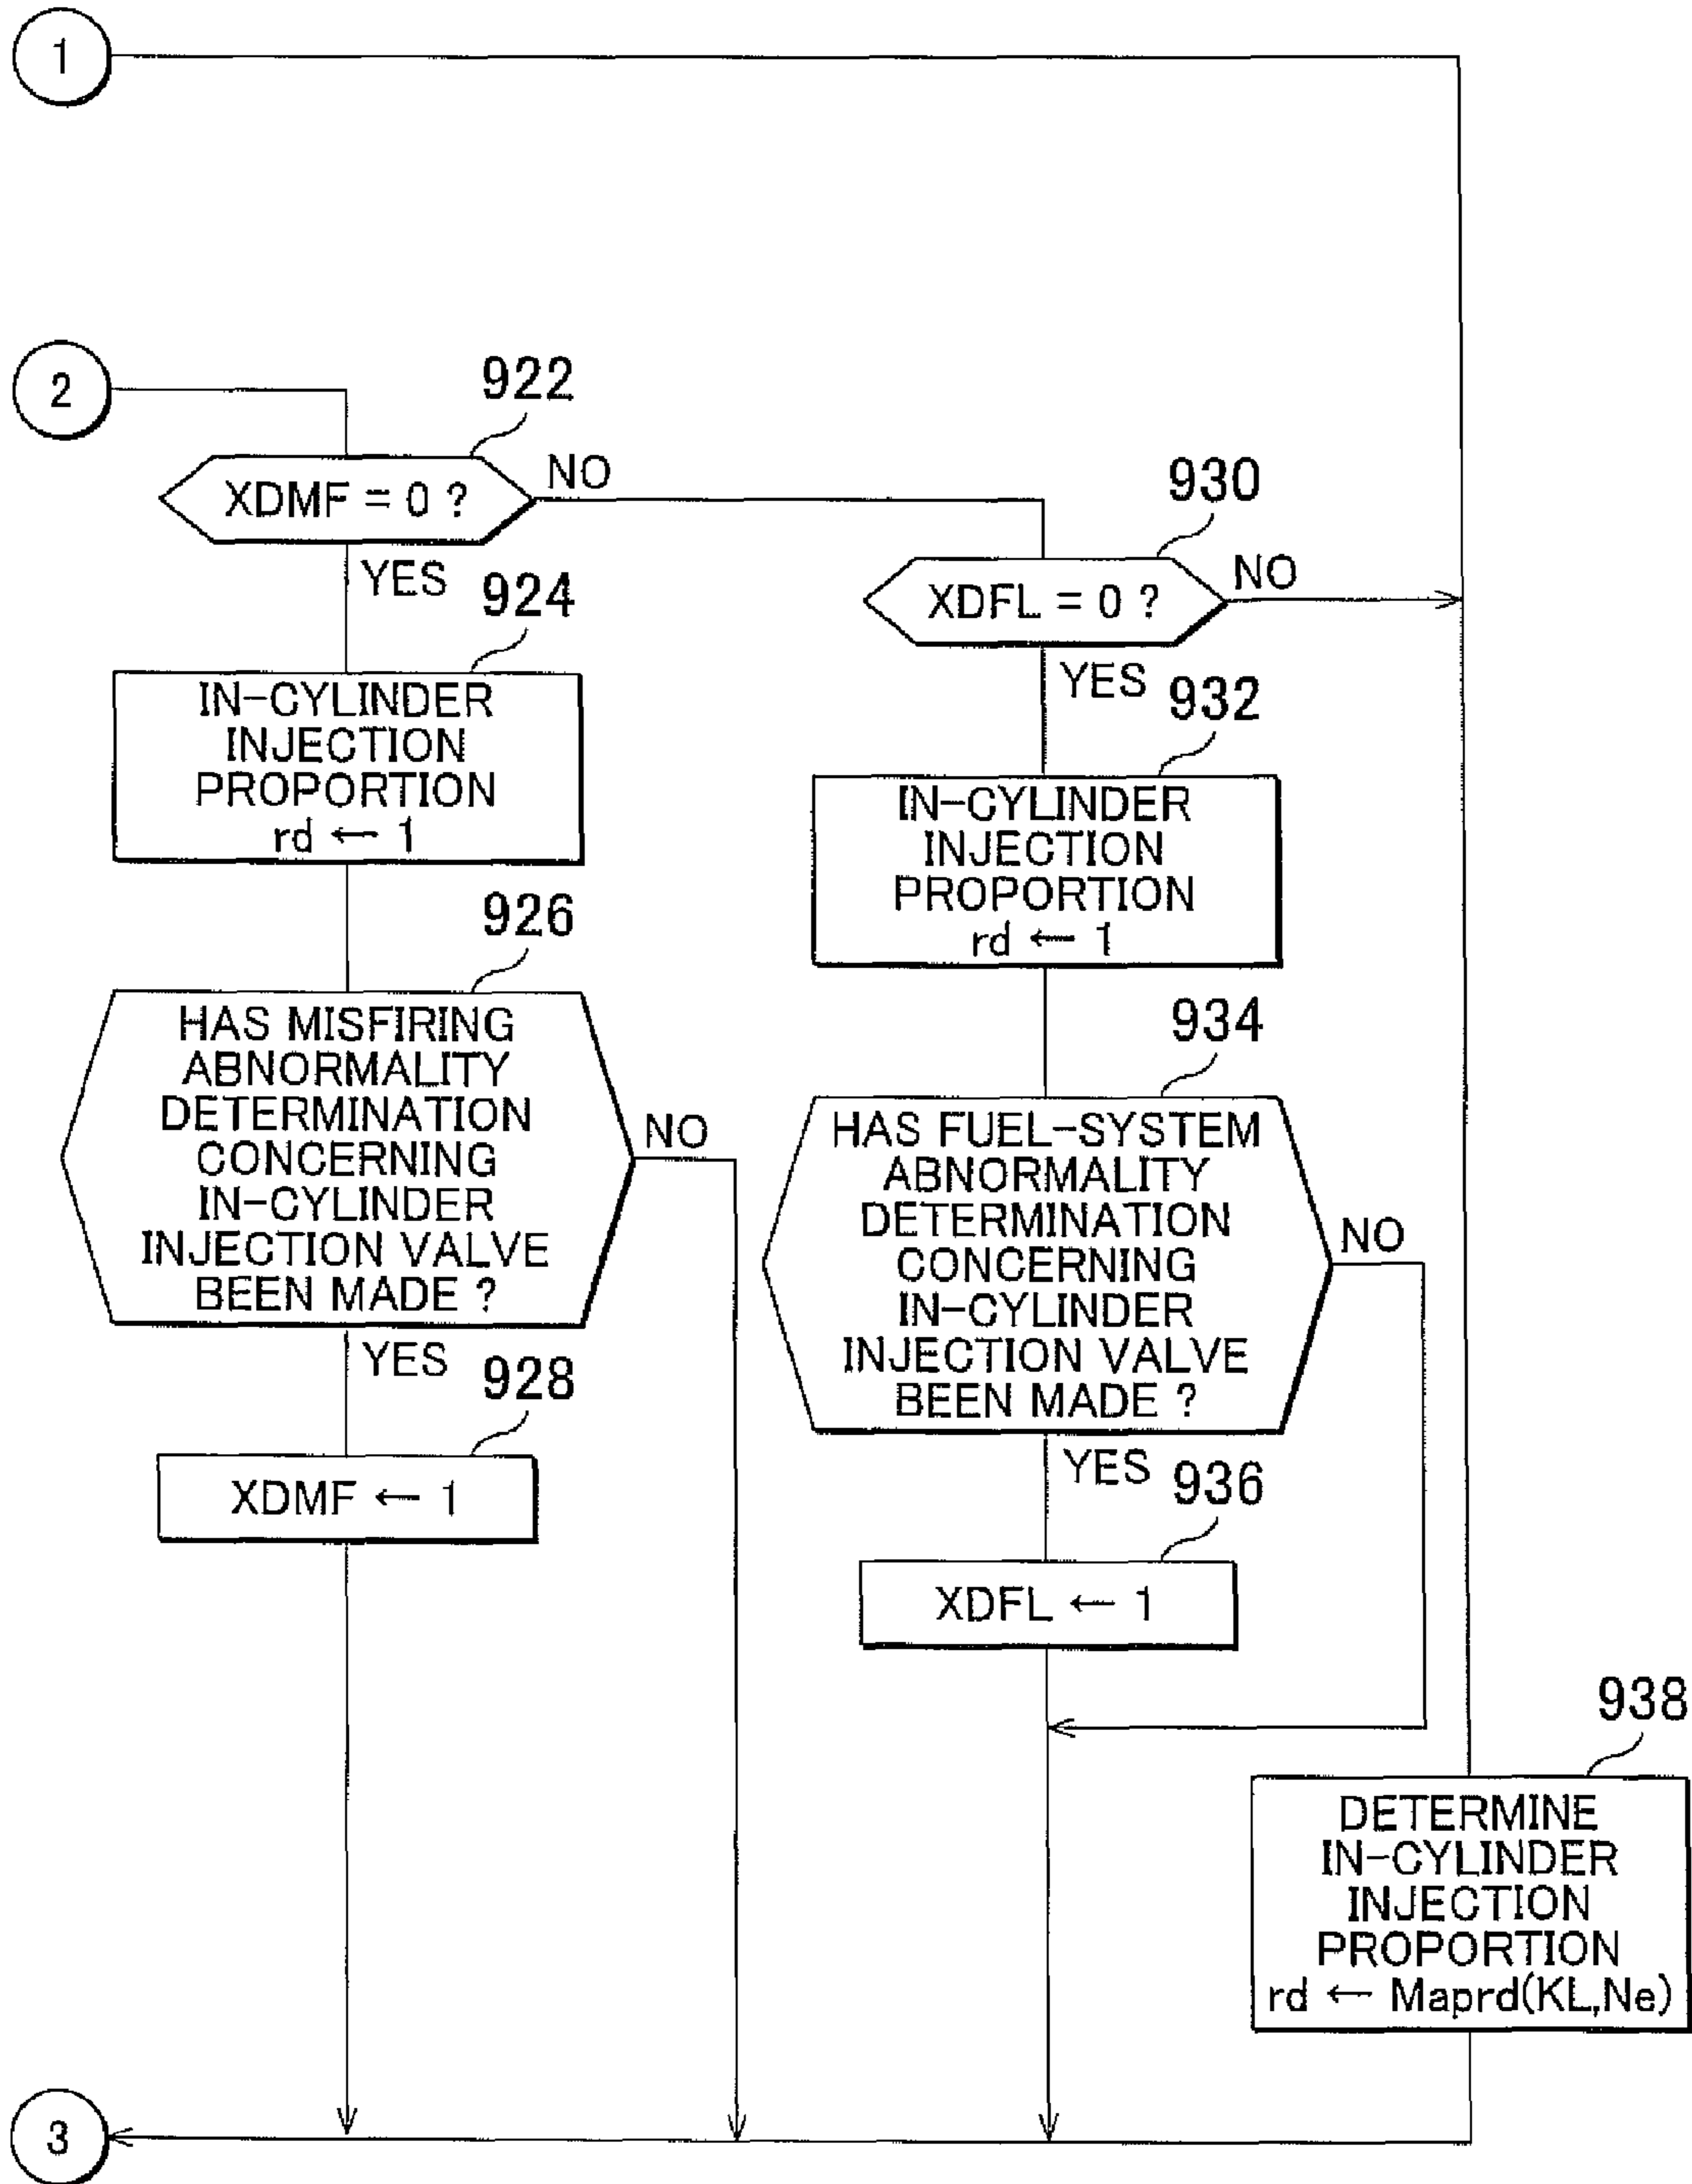 1
2
922
XDMF = 0 ?
NO
YES
924
IN-CYLINDER
INJECTION
PROPORTION
rd ← 1
926
HAS MISFIRING
ABNORMALITY
DETERMINATION
CONCERNING
IN-CYLINDER
INJECTION VALVE
BEEN MADE ?
NO
YES
928
XDMF ← 1
930
XDFL = 0 ?
NO
YES
932
IN-CYLINDER
INJECTION
PROPORTION
rd ← 1
934
HAS FUEL-SYSTEM
ABNORMALITY
DETERMINATION
CONCERNING
IN-CYLINDER
INJECTION VALVE
BEEN MADE ?
NO
YES
936
XDFL ← 1
938
DETERMINE
IN-CYLINDER
INJECTION
PROPORTION
rd ← Maprd(KL,Ne)
3